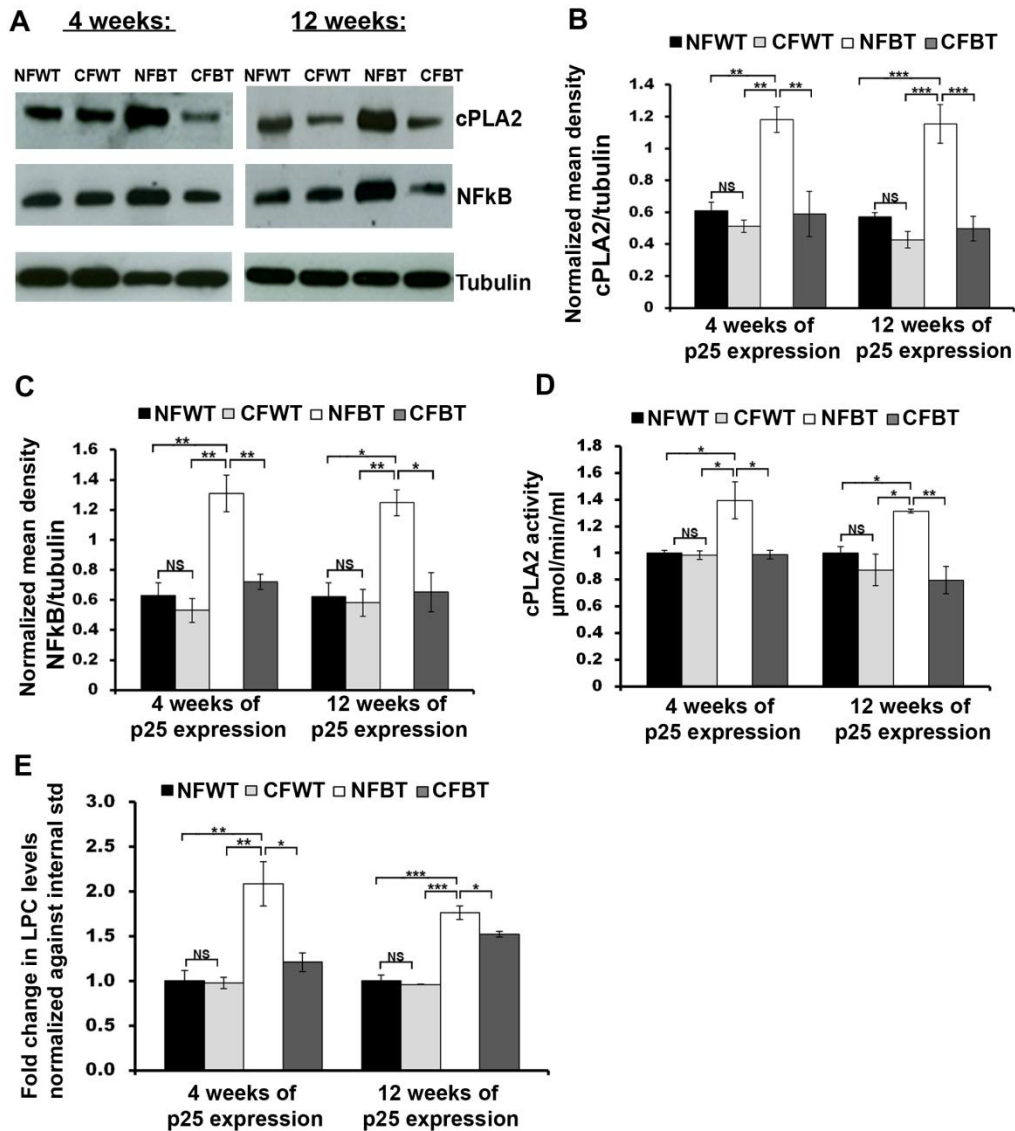 A
4 weeks:
12 weeks:
NFWT CFWT NFBT CFBT
NFWT CFWT NFBT CFBT
cPLA2
NFkB
Tubulin
B
NFWT CFWT NFBT CFBT
Normalized mean density
cPLA2/tubulin
1.4
1.2
1
0.8
0.6
0.4
0.2
0
** ** **
NS
*** *** ***
NS
4 weeks of
p25 expression
12 weeks of
p25 expression
C
NFWT CFWT NFBT CFBT
Normalized mean density
NFkB/tubulin
1.6
1.4
1.2
1
0.8
0.6
0.4
0.2
0
** ** **
NS
* ** *
NS
4 weeks of
p25 expression
12 weeks of
p25 expression
D
NFWT CFWT NFBT CFBT
cPLA2 activity
µmol/min/ml
1.8
1.6
1.4
1.2
1
0.8
0.6
0.4
0.2
0
* * *
NS
* * **
NS
4 weeks of
p25 expression
12 weeks of
p25 expression
E
NFWT CFWT NFBT CFBT
Fold change in LPC levels
normalized against internal std
3.0
2.5
2.0
1.5
1.0
0.5
0.0
** ** *
NS
*** *** *
NS
4 weeks of
p25 expression
12 weeks of
p25 expression